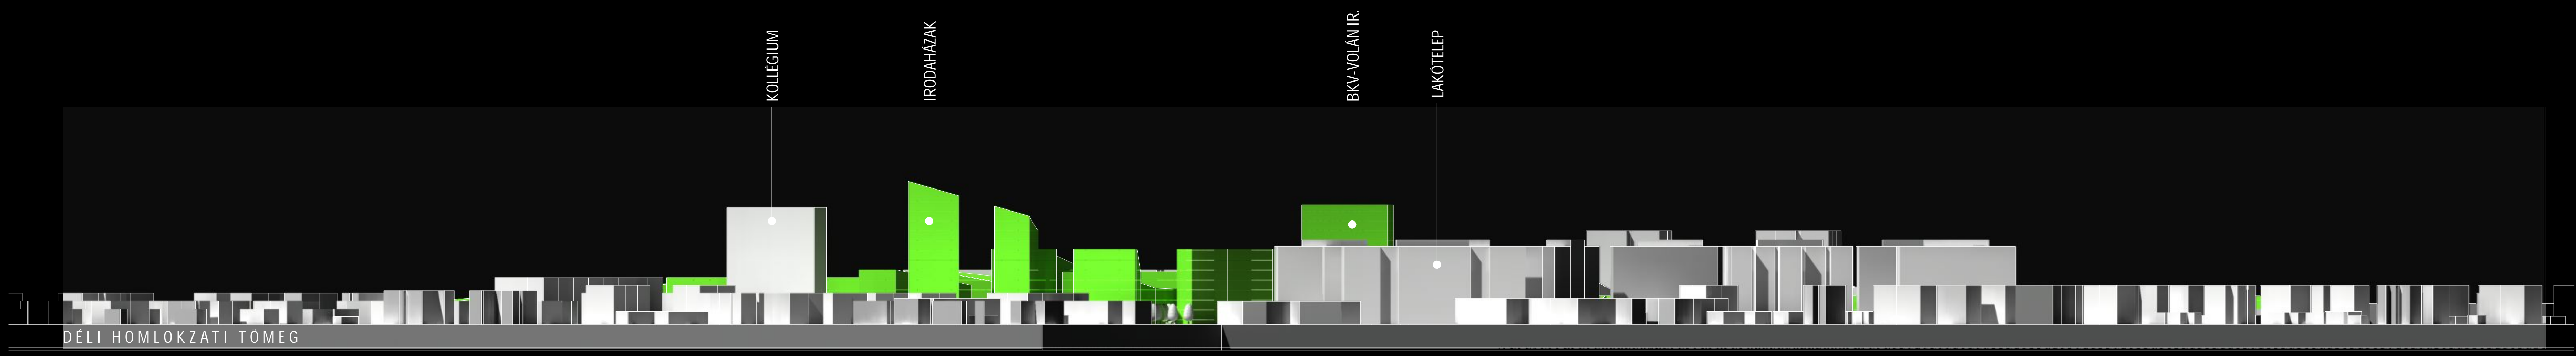 KOLLÉGIUM
IRODAHÁZAK
BKV-VOLÁN IR.
LAKÓTELEP
DÉLI HOMLOKZATI TÖMEG